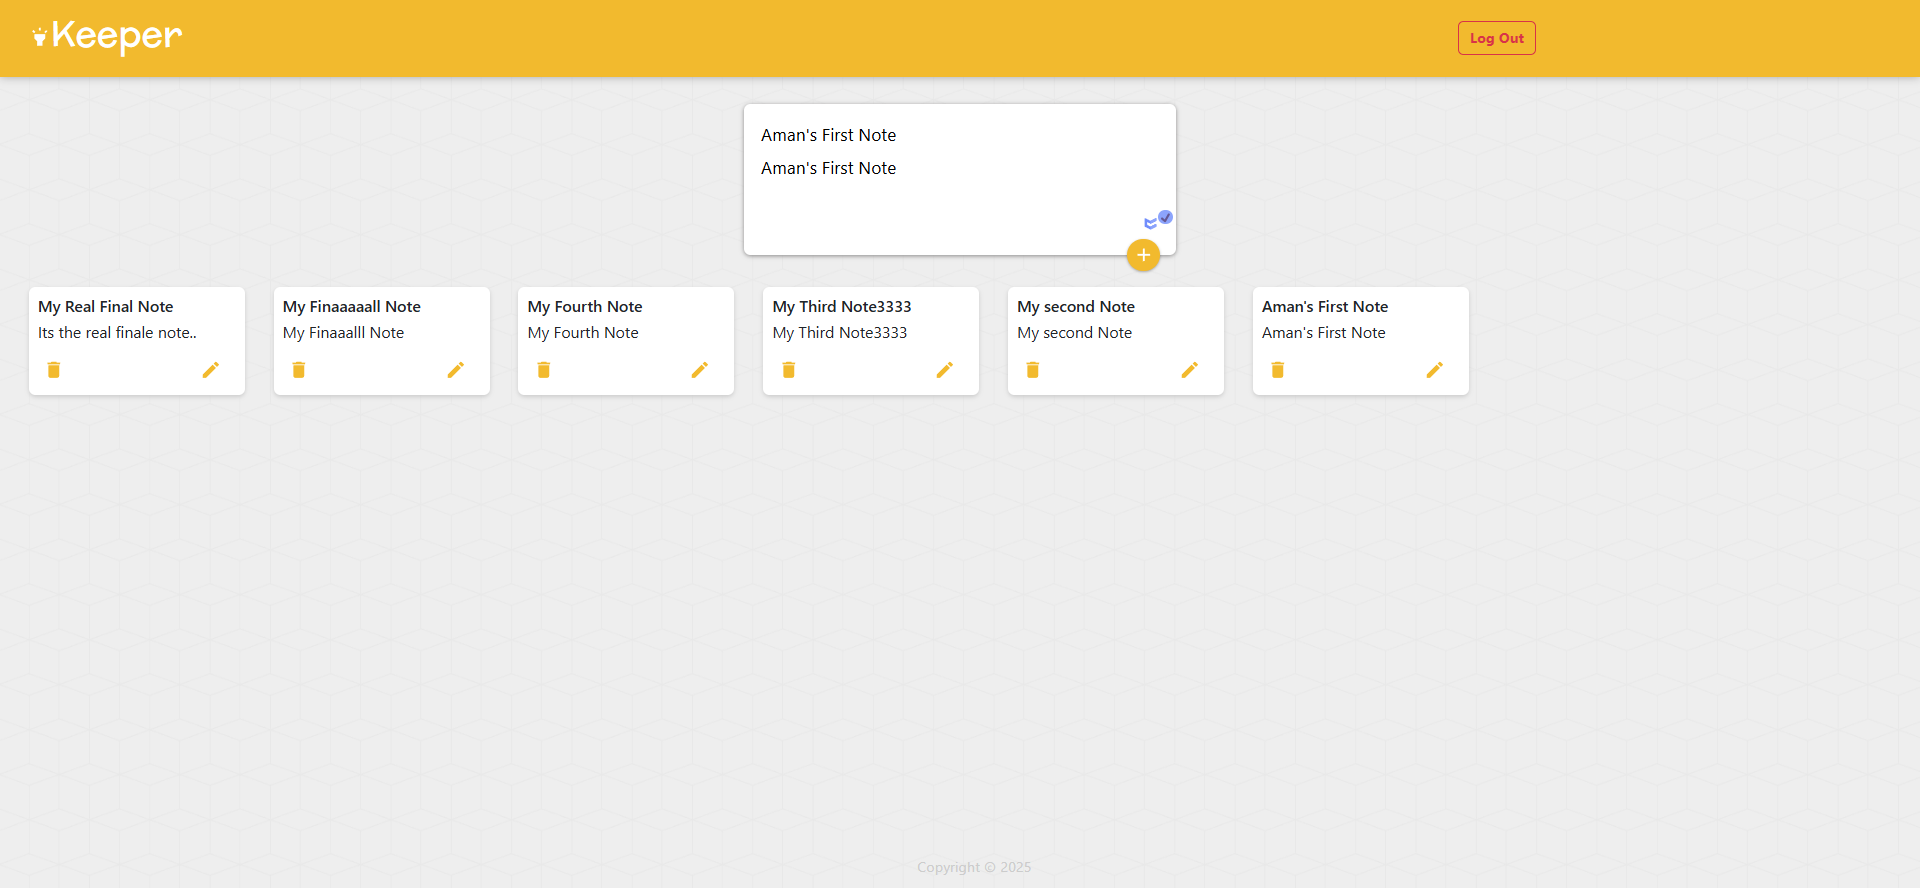 Keeper
Log Out
Aman's First Note
Aman's First Note
My Real Final Note
Its the real finale note..
My Finaaaaall Note
My Finaaalll Note
My Fourth Note
My Fourth Note
My Third Note3333
My Third Note3333
My second Note
My second Note
Aman's First Note
Aman's First Note
Copyright © 2025